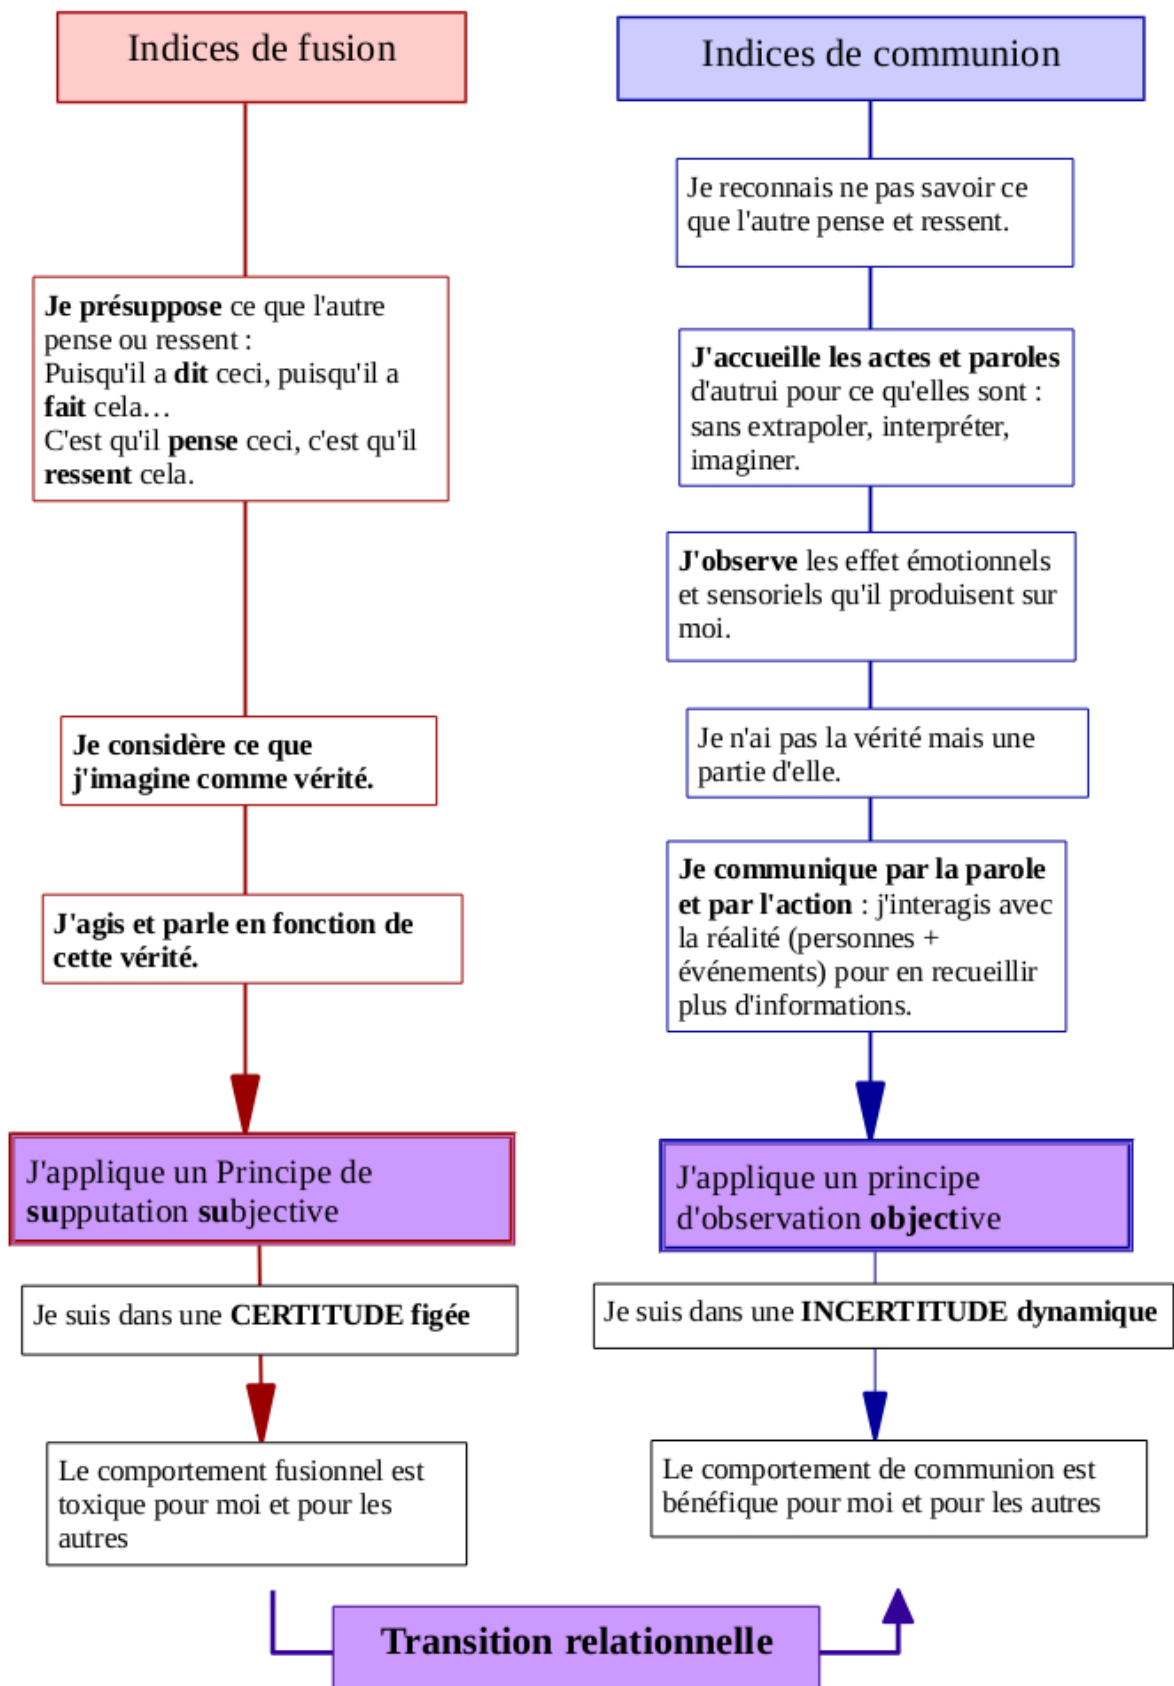 Indices de fusion
Je présuppose ce que l'autre
pense ou ressent :
Puisqu'il a dit ceci, puisqu'il a
fait cela…
C'est qu'il pense ceci, c'est qu'il
ressent cela.
Je considère ce que
j'imagine comme vérité.
J'agis et parle en fonction de
cette vérité.
J'applique un Principe de
supputation subjective
Je suis dans une CERTITUDE figée
Le comportement fusionnel est
toxique pour moi et pour les
autres
Indices de communion
Je reconnais ne pas savoir ce
que l'autre pense et ressent.
J'accueille les actes et paroles
d'autrui pour ce qu'elles sont :
sans extrapoler, interpréter,
imaginer.
J'observe les effet émotionnels
et sensoriels qu'il produisent sur
moi.
Je n'ai pas la vérité mais une
partie d'elle.
Je communique par la parole
et par l'action : j'interagis avec
la réalité (personnes +
événements) pour en recueillir
plus d'informations.
J'applique un principe
d'observation objective
Je suis dans une INCERTITUDE dynamique
Le comportement de communion est
bénéfique pour moi et pour les autres
Transition relationnelle